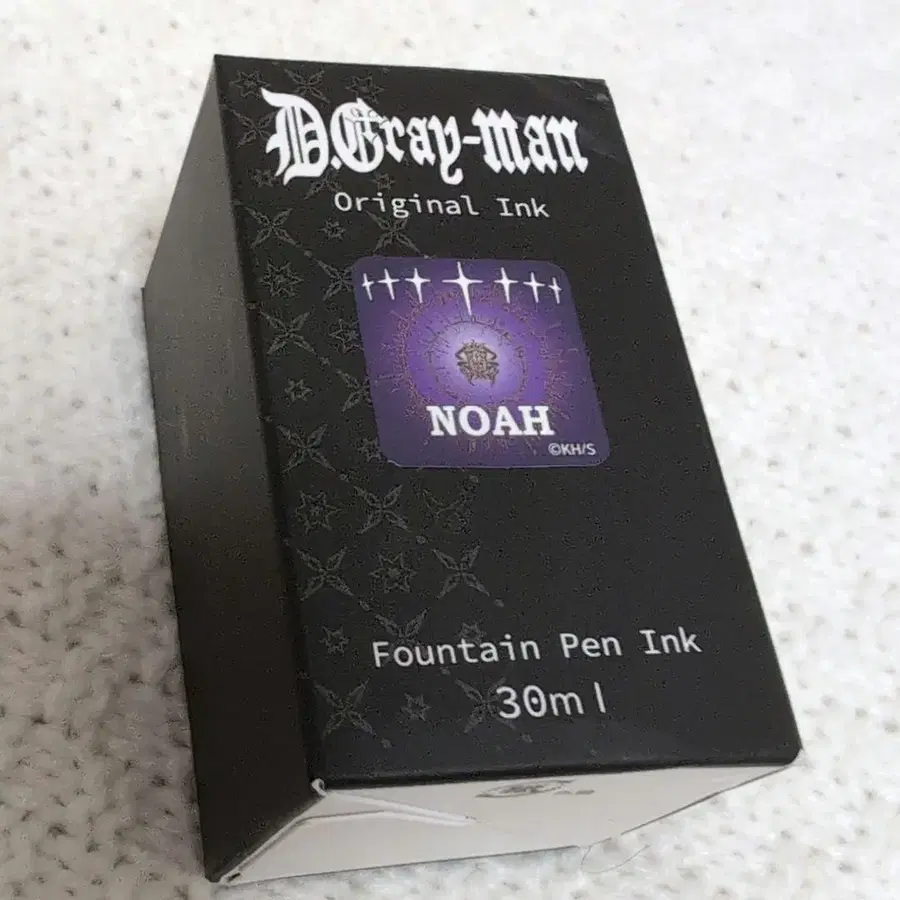 D.Gray-man
Original Ink
NOAH
©KH/S
Fountain Pen Ink
30ml